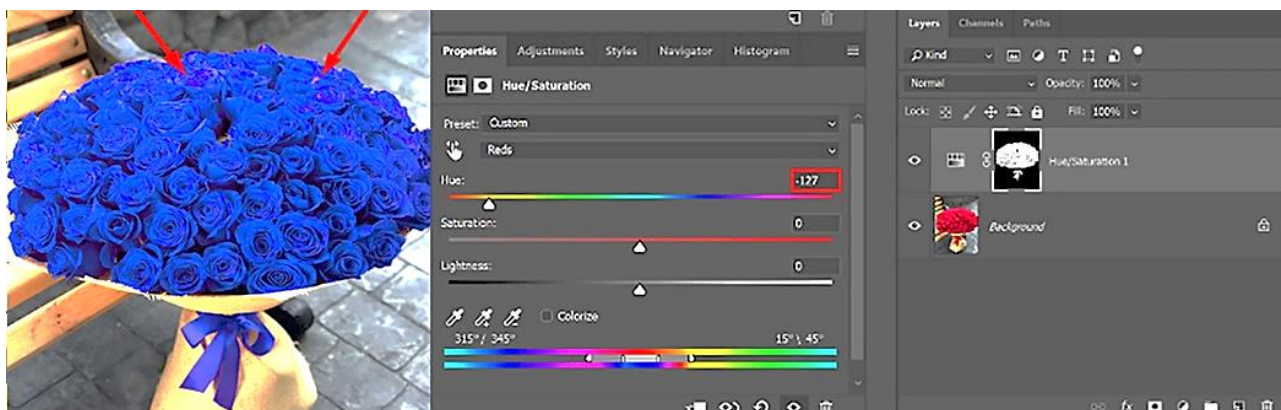 Properties Adjustments Styles Navigator Histogram
Hue/Saturation
Preset: Custom
Reds
Hue: -127
Saturation: 0
Lightness: 0
Colorize
315°/ 345° 15°\ 45°
Layers Channels Paths
Kind
Normal Opacity: 100%
Lock: Fill: 100%
Hue/Saturation 1
Background
fx